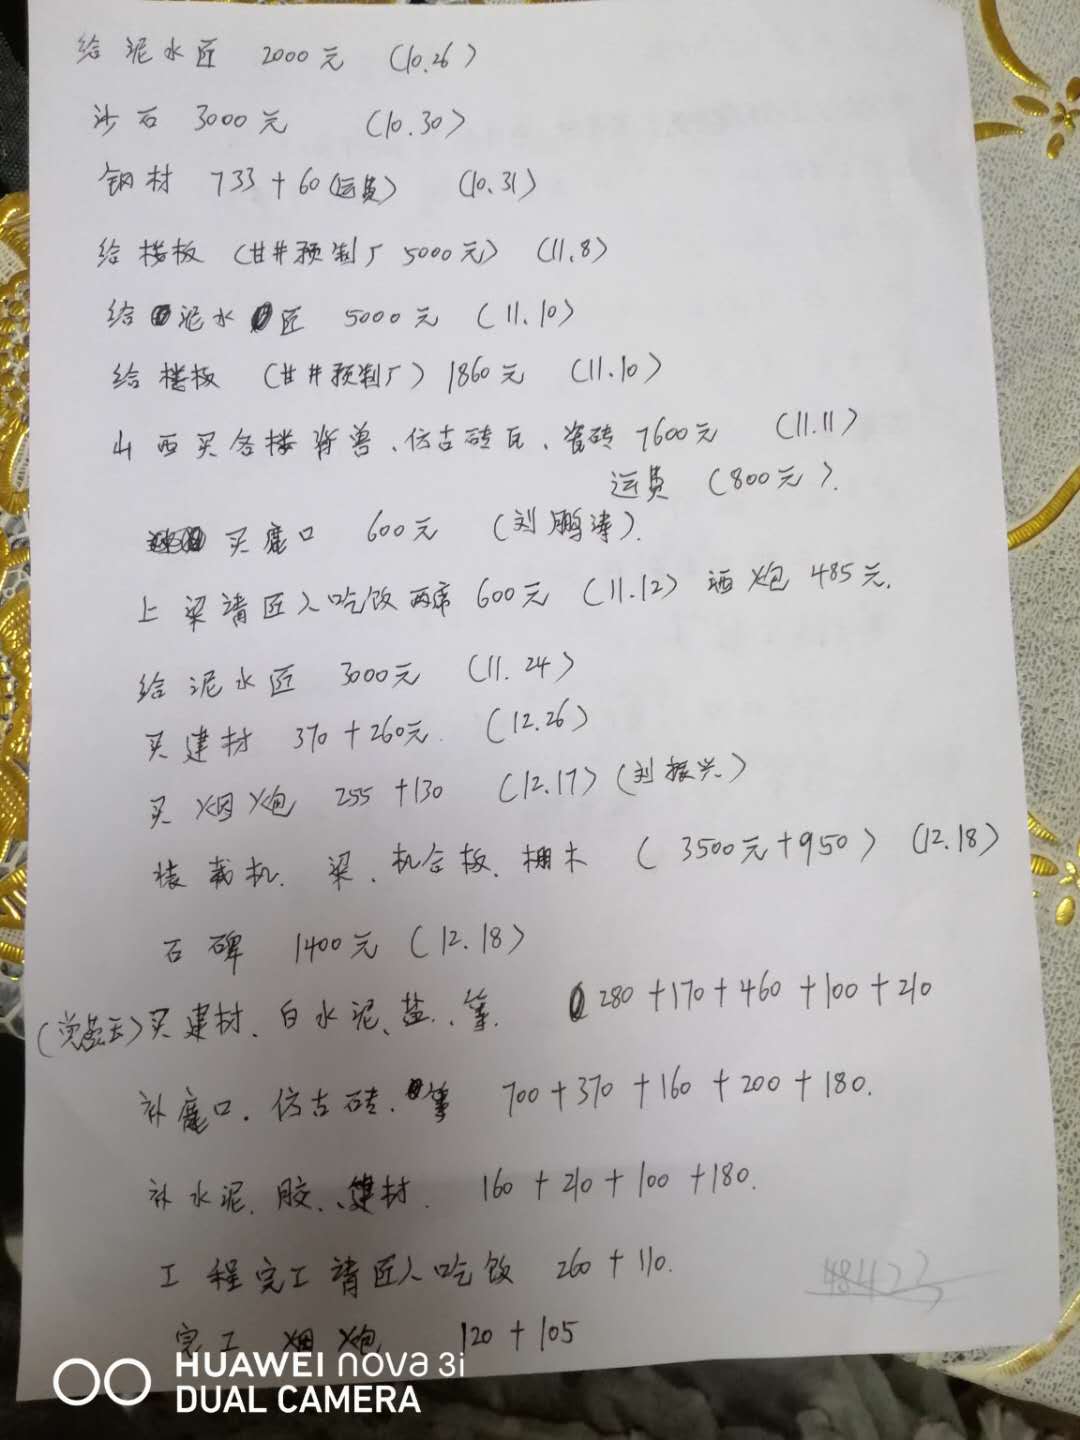 给泥水匠 2000元 (10.26)
沙石 3000元 (10.30)
钢材 733+60(运费) (10.31)
给楼板 (甘井预制厂 5000元) (11.8)
给泥水匠 5000元 (11.10)
给楼板 (甘井预制厂) 1860元 (11.10)
山西买各楼脊兽、仿古砖瓦、瓷砖 7600元 (11.11)
运费 (800元).
买鹿口 600元 (刘鹏涛).
上梁请匠人吃饭两席 600元 (11.12) 酒炮 485元.
给泥水匠 3000元 (11.24)
买建材 370+260元. (12.26)
买烟炮 255+130 (12.17) (刘振兴)
装载机. 梁、机合板. 棚木 (3500元+950) (12.18)
石碑 1400元 (12.18)
买建材、白水泥、盐、等. 280+170+460+100+210
补鹿口. 仿古砖. 等 700+370+160+200+180.
补水泥. 胶、建材. 160+210+100+180.
工程完工请匠人吃饭 260+110.
完工烟炮 120+105
HUAWEI nova 3i
DUAL CAMERA